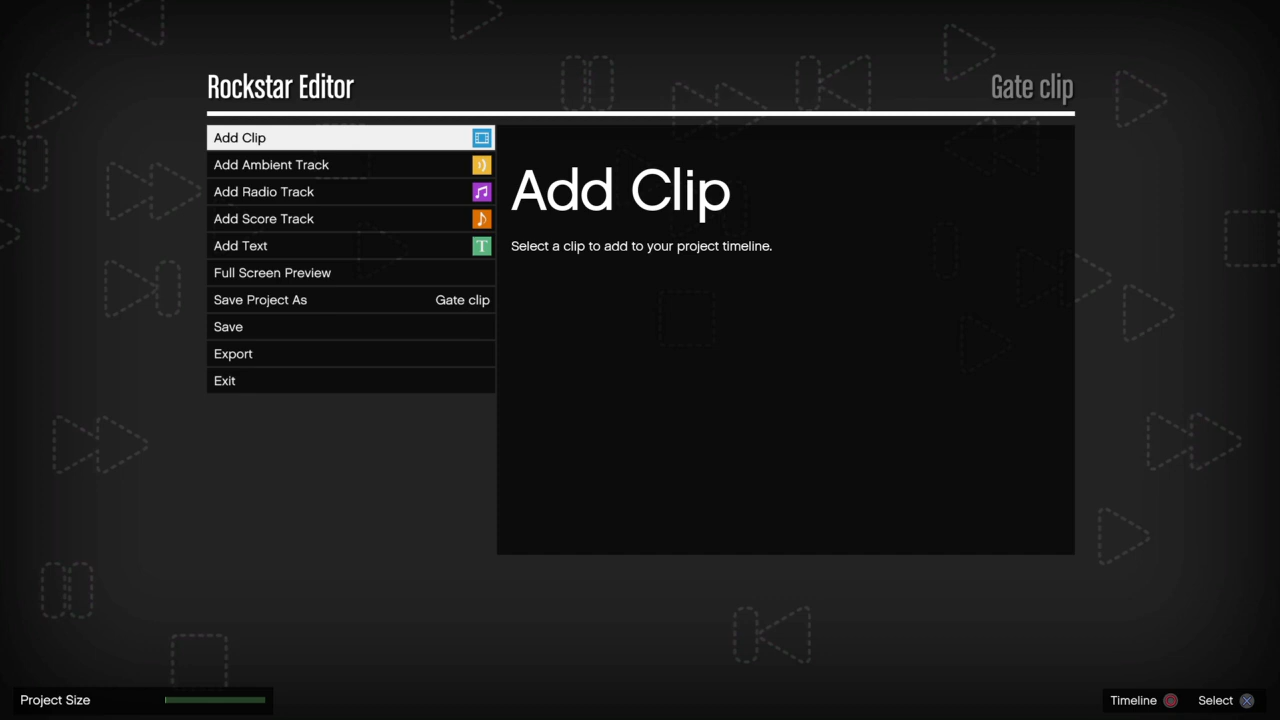 Rockstar Editor
Gate clip
Add Clip
Add Ambient Track
Add Radio Track
Add Score Track
Add Text
T
Full Screen Preview
Save Project As Gate clip
Save
Export
Exit
Add Clip
Select a clip to add to your project timeline.
Project Size
Timeline
Select